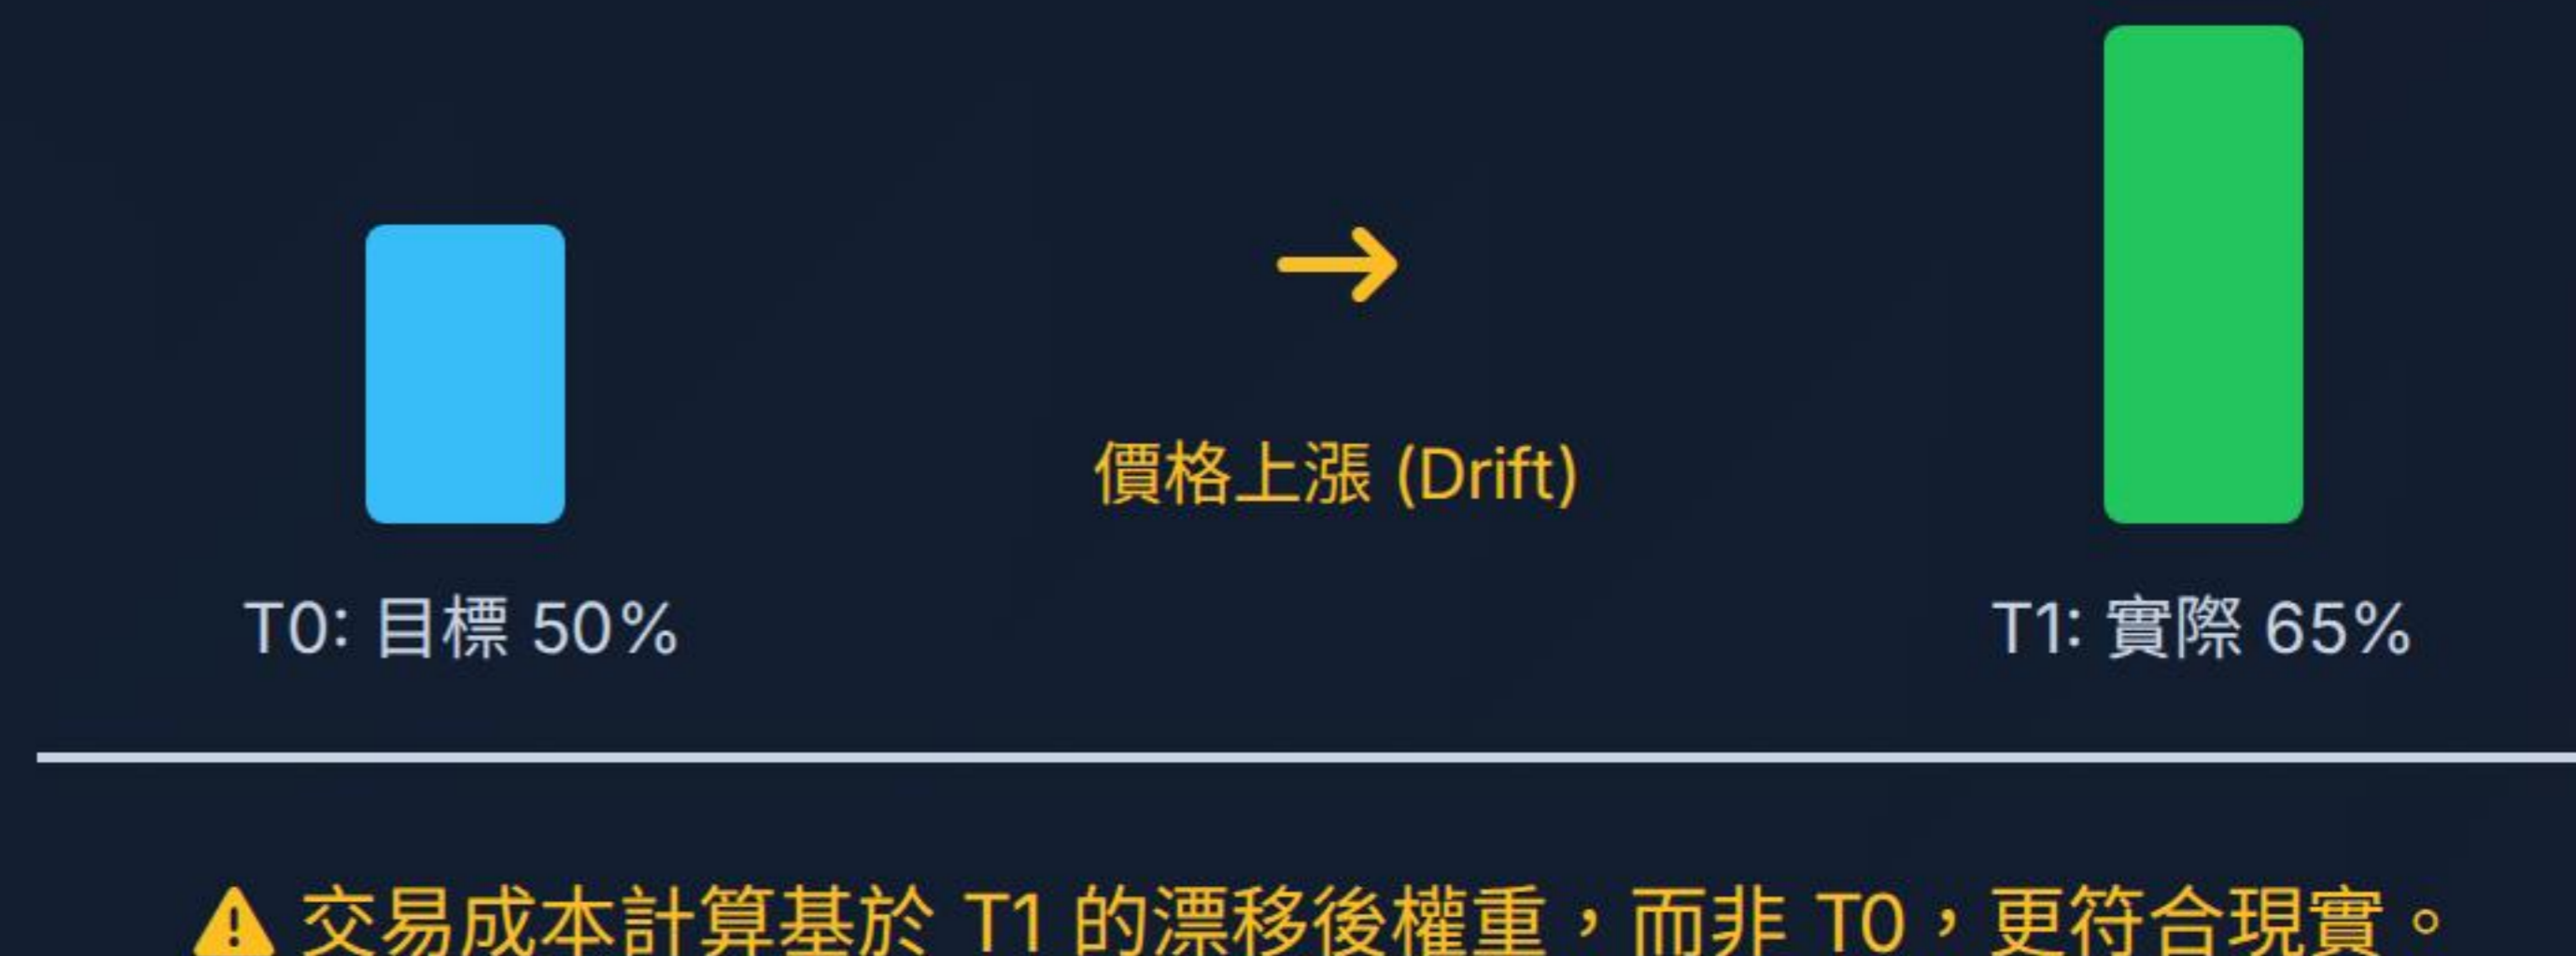 價格上漲 (Drift)
T0: 目標 50%
T1: 實際 65%
交易成本計算基於 T1 的漂移後權重，而非 T0，更符合現實。